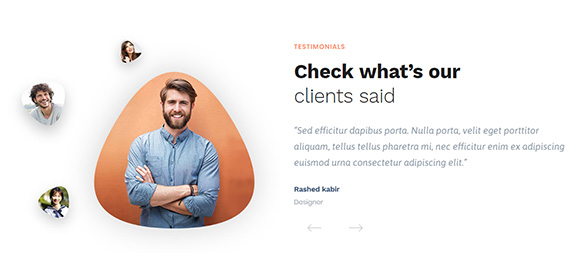 TESTIMONIALS
Check what's our
clients said
"Sed efficitur dapibus porta. Nulla porta, velit eget porttitor
aliquam, tellus tellus pharetra mi, nec efficitur enim ex adipiscing
euismod urna consectetur adipiscing elit."
Rashed kabir
Designor